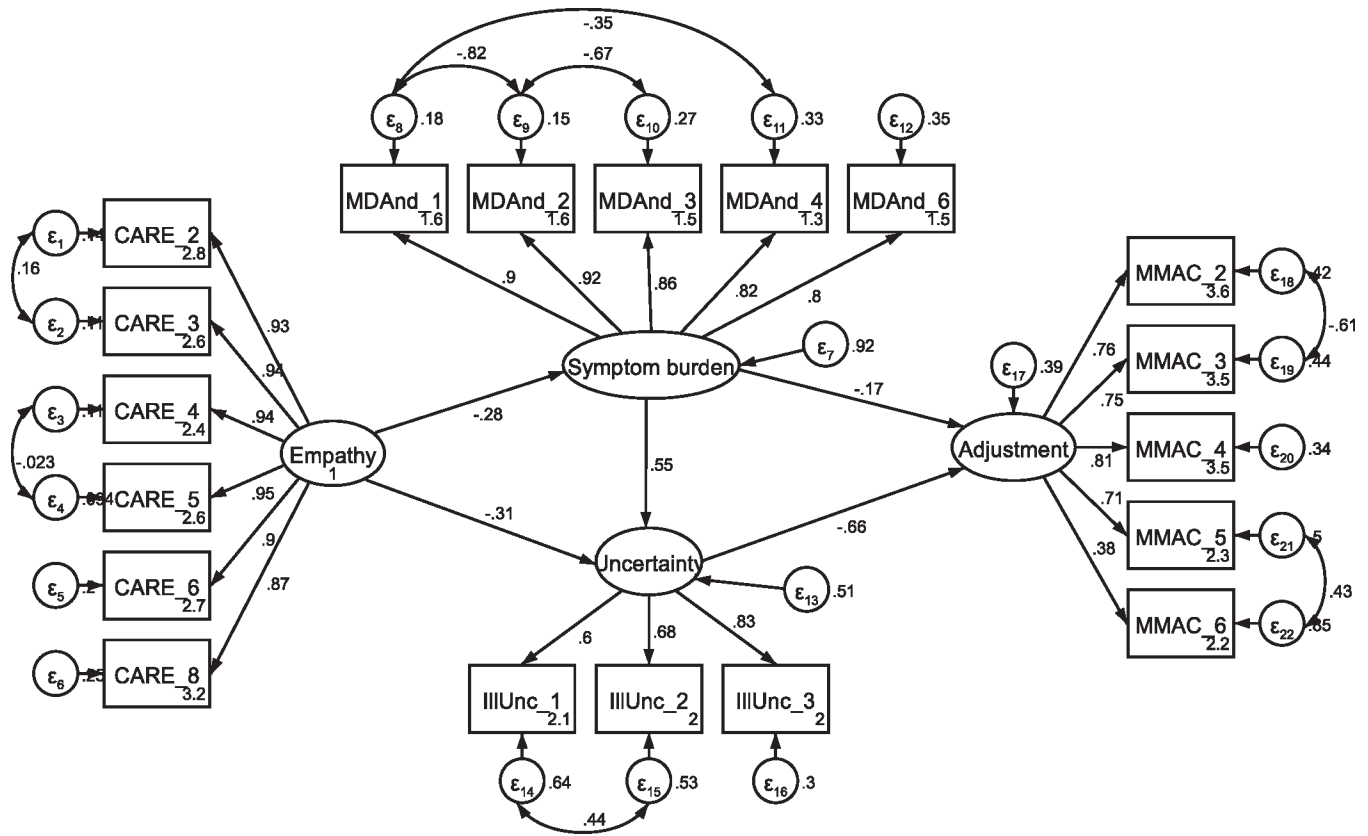 -.35
-.82
-.67
ε8 .18
ε9 .15
ε10 .27
ε11 .33
ε12 .35
MDAnd_1
1.6
MDAnd_2
1.6
MDAnd_3
1.5
MDAnd_4
1.3
MDAnd_6
1.5
.9
.92
.86
.82
.8
ε1
CARE_2
2.8
.16
ε2
CARE_3
2.6
ε3
CARE_4
2.4
-.023
ε4
CARE_5
2.6
ε5 .2
CARE_6
2.7
ε6 .25
CARE_8
3.2
.93
.94
.94
.95
.9
.87
Empathy
1
-.28
-.31
Symptom burden
ε7 .92
.55
-.17
Uncertainty
ε13 .51
-.66
.6
.68
.83
IllUnc_1
2.1
IllUnc_2
2
IllUnc_3
2
ε14 .64
ε15 .53
ε16 .3
.44
ε17 .39
Adjustment
.76
.75
.81
.71
.38
MMAC_2
3.6
ε18 .42
-.61
MMAC_3
3.5
ε19 .44
MMAC_4
3.5
ε20 .34
MMAC_5
2.3
ε21 .5
.43
MMAC_6
2.2
ε22